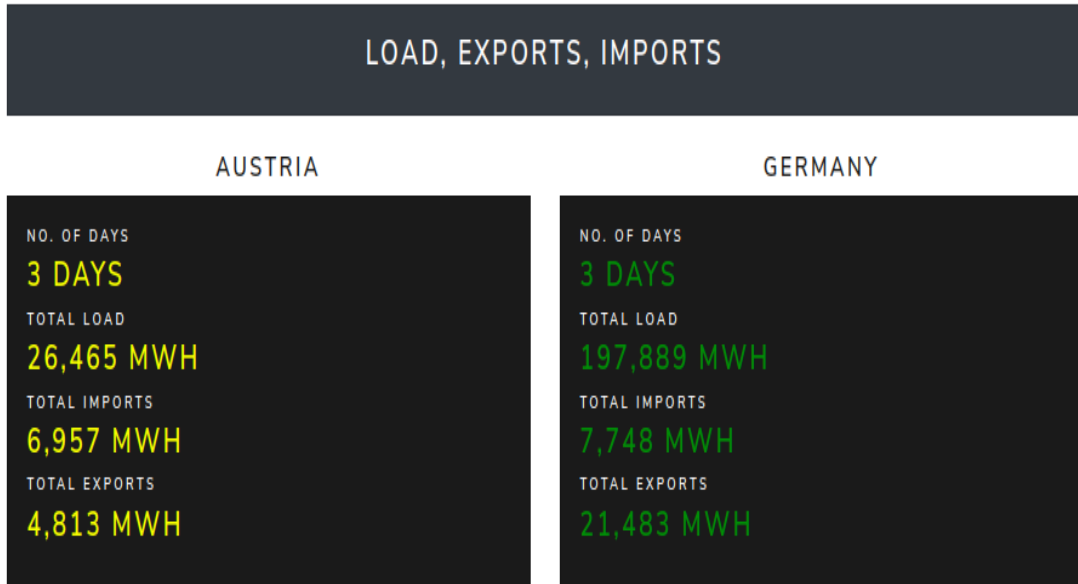 LOAD, EXPORTS, IMPORTS
AUSTRIA
NO. OF DAYS
3 DAYS
TOTAL LOAD
26,465 MWH
TOTAL IMPORTS
6,957 MWH
TOTAL EXPORTS
4,813 MWH
GERMANY
NO. OF DAYS
3 DAYS
TOTAL LOAD
197,889 MWH
TOTAL IMPORTS
7,748 MWH
TOTAL EXPORTS
21,483 MWH